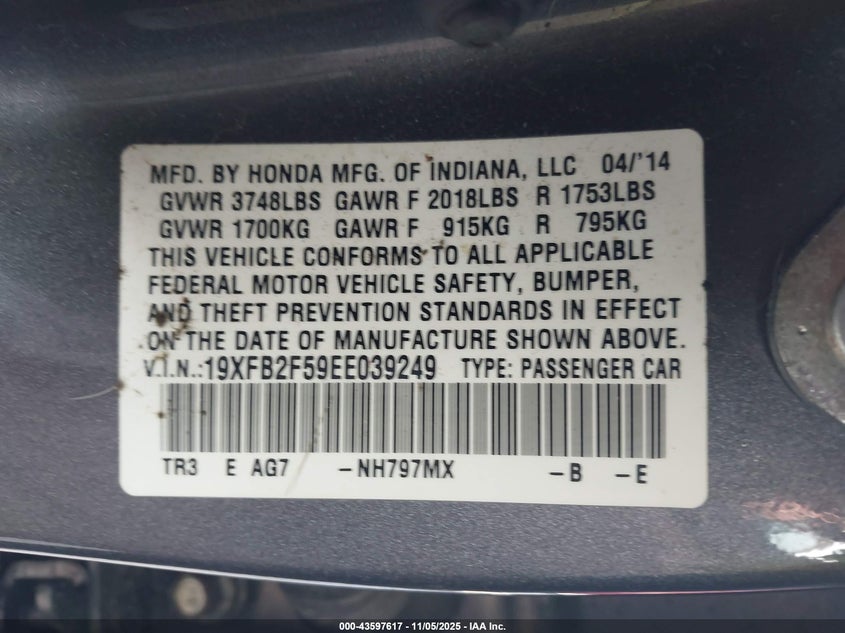 MFD. BY HONDA MFG. OF INDIANA, LLC 04/'14
GVWR 3748LBS GAWR F 2018LBS R 1753LBS
GVWR 1700KG GAWR F 915KG R 795KG
THIS VEHICLE CONFORMS TO ALL APPLICABLE
FEDERAL MOTOR VEHICLE SAFETY, BUMPER,
AND THEFT PREVENTION STANDARDS IN EFFECT
ON THE DATE OF MANUFACTURE SHOWN ABOVE.
V.I.N.:19XFB2F59EE039249 TYPE: PASSENGER CAR
TR3 E AG7 -NH797MX -B -E
000-43597617 - 11/05/2025 - IAA Inc.